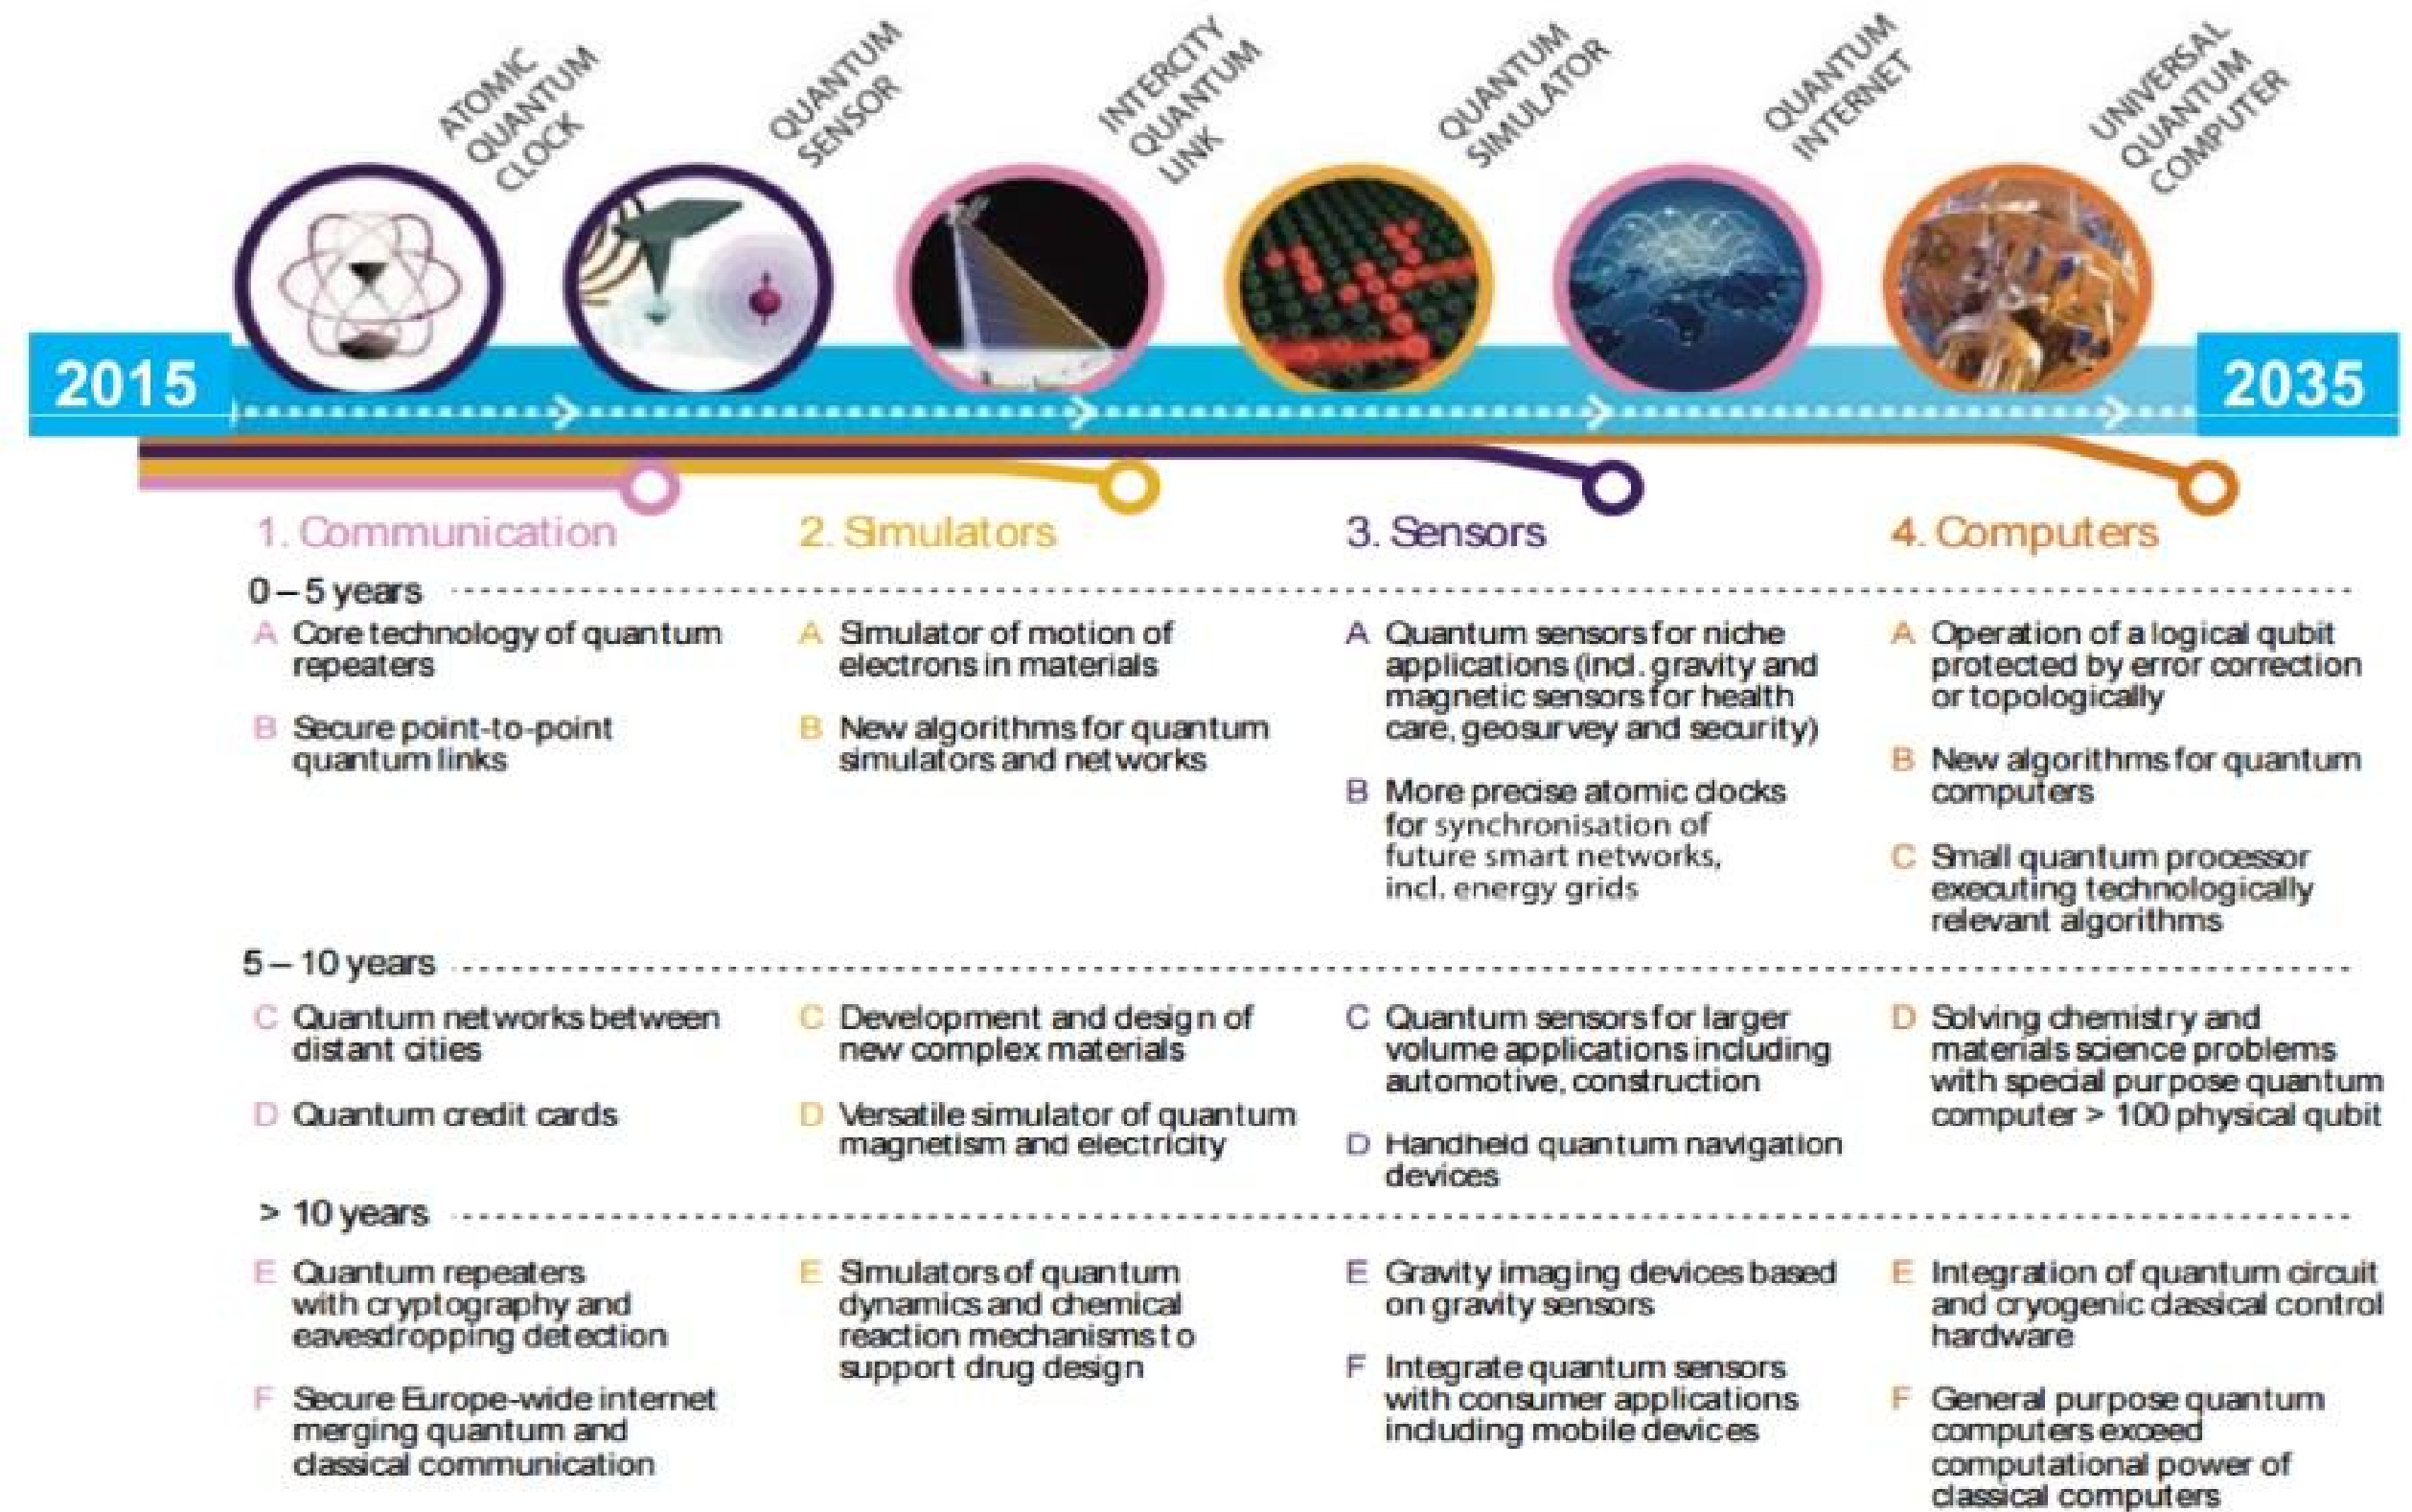 ATOMIC
QUANTUM
CLOCK
QUANTUM
SENSOR
INTERCITY
QUANTUM
LINK
QUANTUM
SIMULATOR
QUANTUM
INTERNET
UNIVERSAL
QUANTUM
COMPUTER
2015
2035
1. Communication
2. Simulators
3. Sensors
4. Computers
0 – 5 years
A Core technology of quantum
repeaters
B Secure point-to-point
quantum links
A Simulator of motion of
electrons in materials
B New algorithms for quantum
simulators and networks
A Quantum sensors for niche
applications (incl. gravity and
magnetic sensors for health
care, geosurvey and security)
B More precise atomic clocks
for synchronisation of
future smart networks,
incl. energy grids
A Operation of a logical qubit
protected by error correction
or topologically
B New algorithms for quantum
computers
C Small quantum processor
executing technologically
relevant algorithms
5 – 10 years
C Quantum networks between
distant cities
D Quantum credit cards
C Development and design of
new complex materials
D Versatile simulator of quantum
magnetism and electricity
C Quantum sensors for larger
volume applications including
automotive, construction
D Handheld quantum navigation
devices
D Solving chemistry and
materials science problems
with special purpose quantum
computer > 100 physical qubit
> 10 years
E Quantum repeaters
with cryptography and
eavesdropping detection
F Secure Europe-wide internet
merging quantum and
classical communication
E Simulators of quantum
dynamics and chemical
reaction mechanisms to
support drug design
E Gravity imaging devices based
on gravity sensors
F Integrate quantum sensors
with consumer applications
including mobile devices
E Integration of quantum circuit
and cryogenic classical control
hardware
F General purpose quantum
computers exceed
computational power of
classical computers